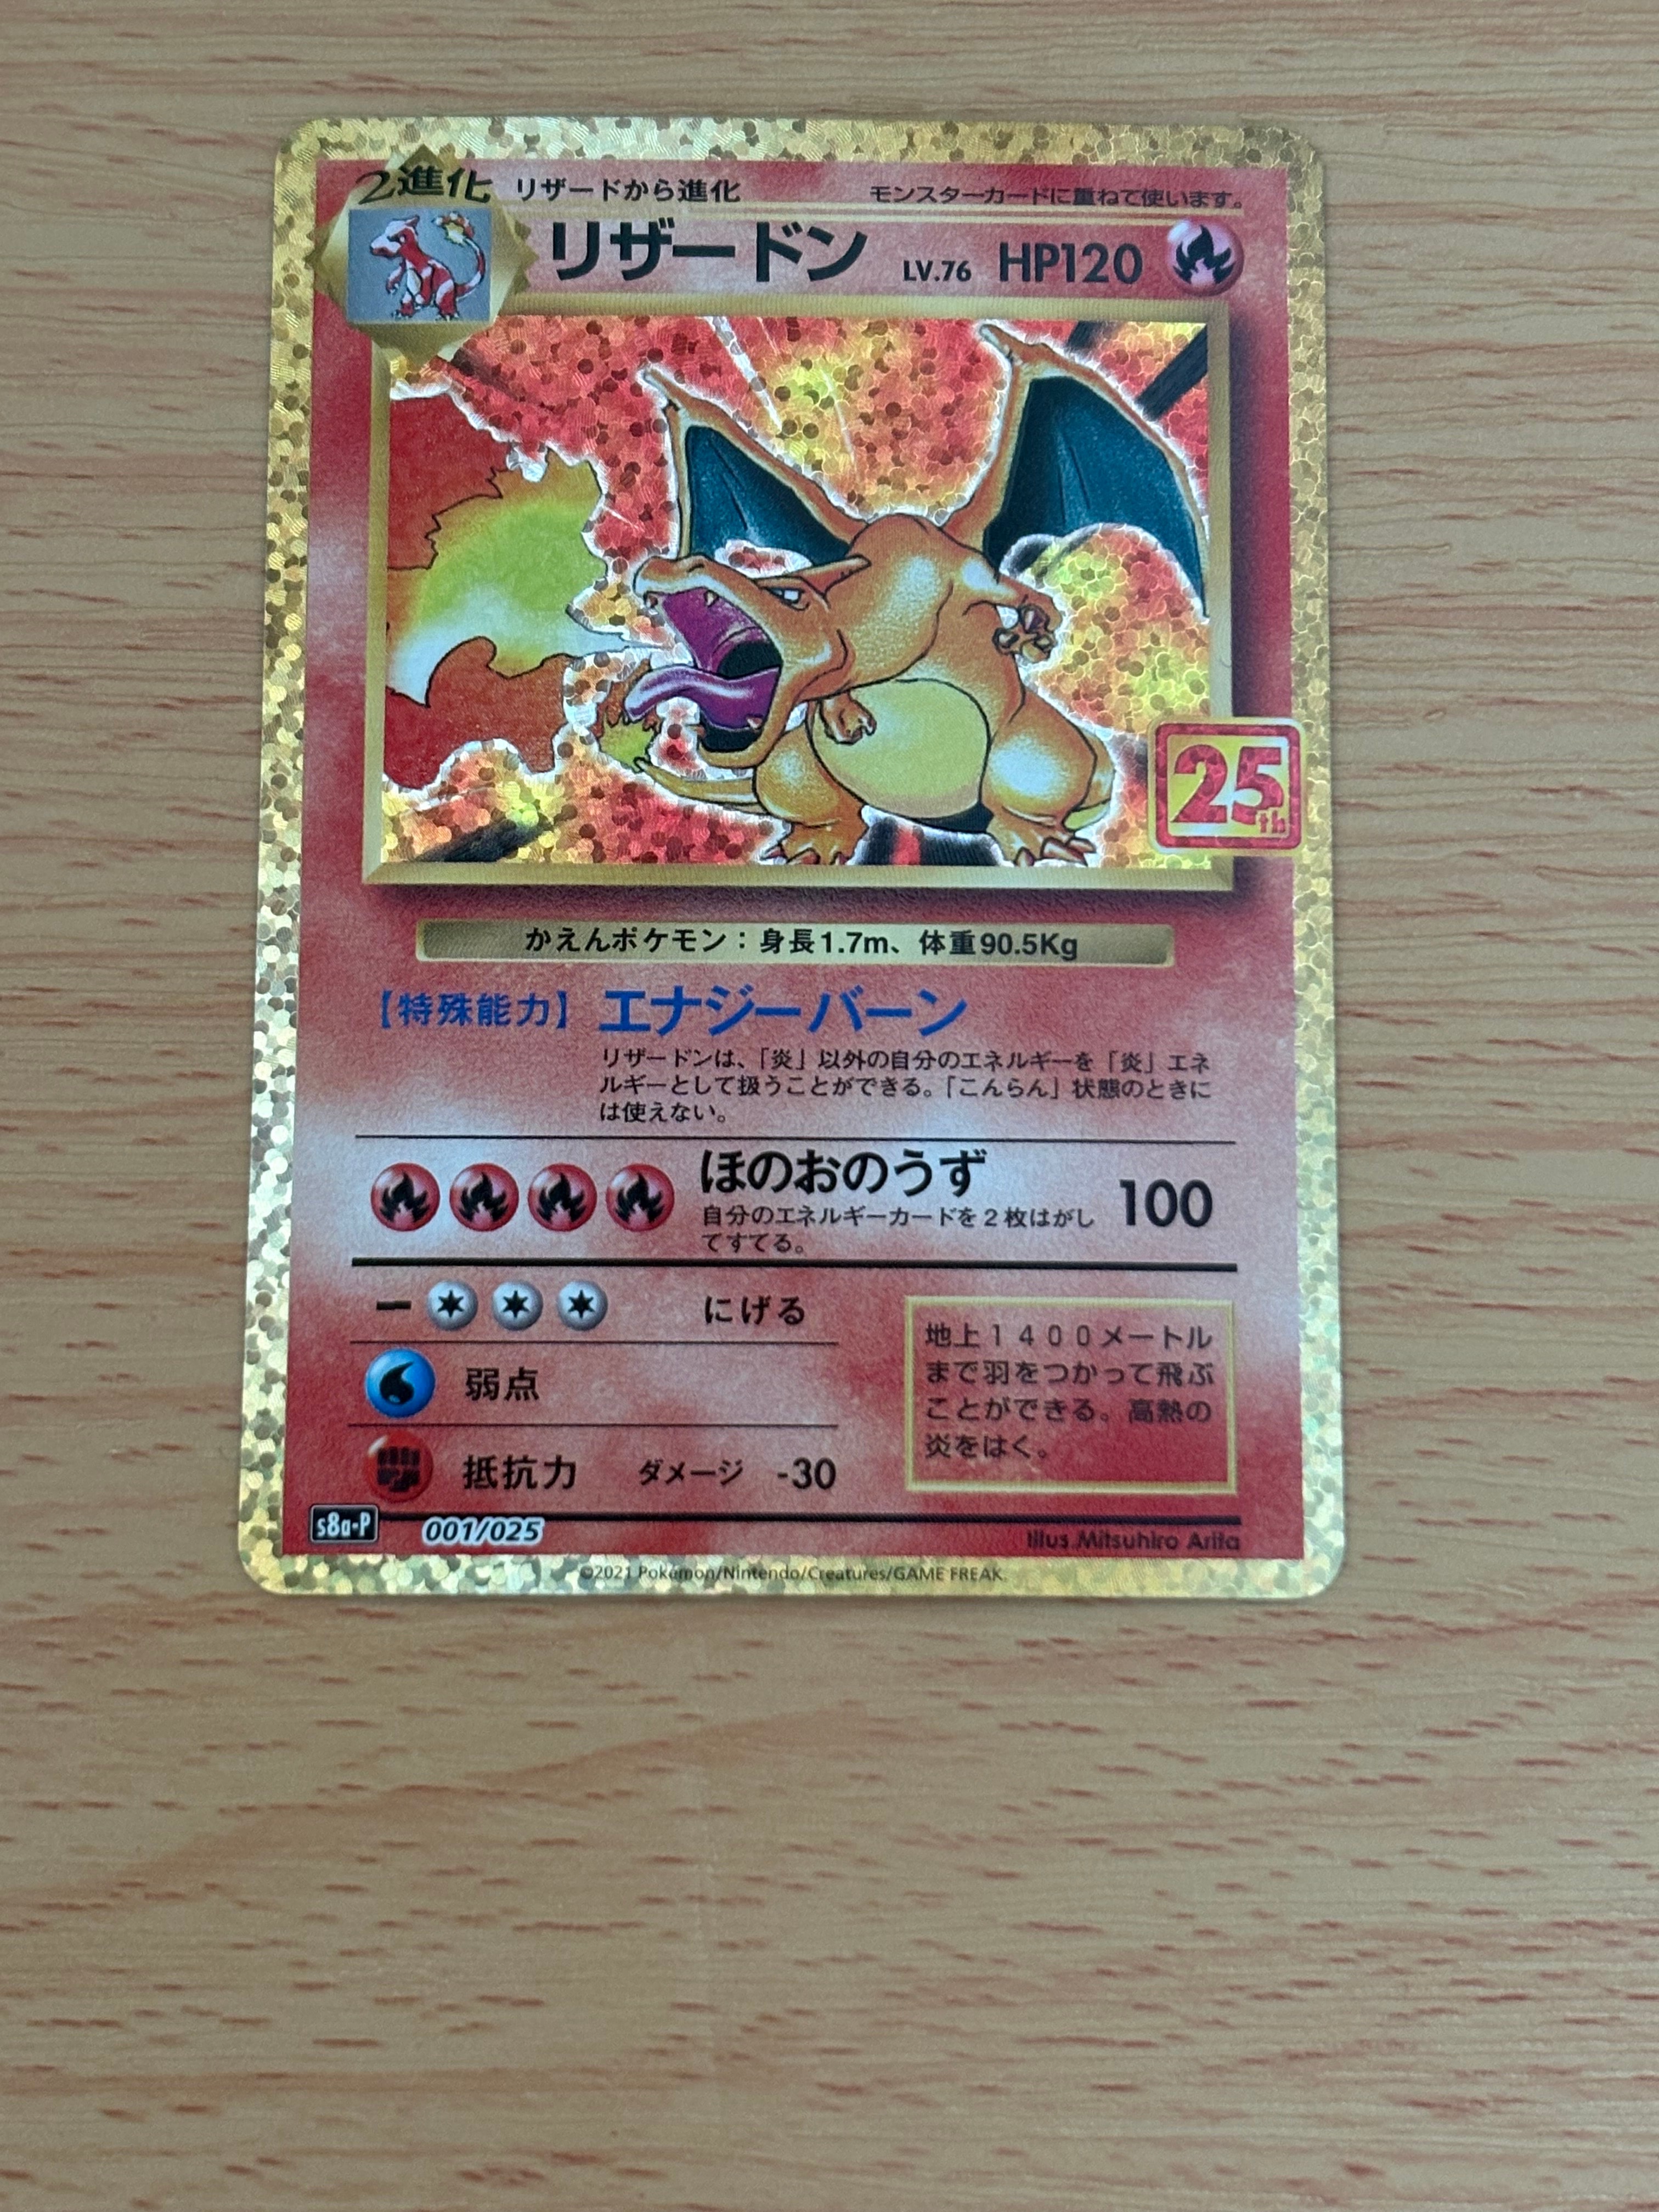 2進化
リザードから進化
モンスターカードに重ねて使います。
リザードン LV.76 HP120
25th
かえんポケモン：身長1.7m、体重90.5Kg
【特殊能力】エナジーバーン
リザードンは、「炎」以外の自分のエネルギーを「炎」エネ
ルギーとして扱うことができる。「こんらん」状態のときに
は使えない。
ほのおのうず 100
自分のエネルギーカードを2枚はがし
てすてる。
ー にげる
弱点
抵抗力 ダメージ -30
地上1400メートル
まで羽をつかって飛ぶ
ことができる。高熱の
炎をはく。
s8a-P 001/025
Illus. Mitsuhiro Arita
©2021 Pokémon/Nintendo/Creatures/GAME FREAK.